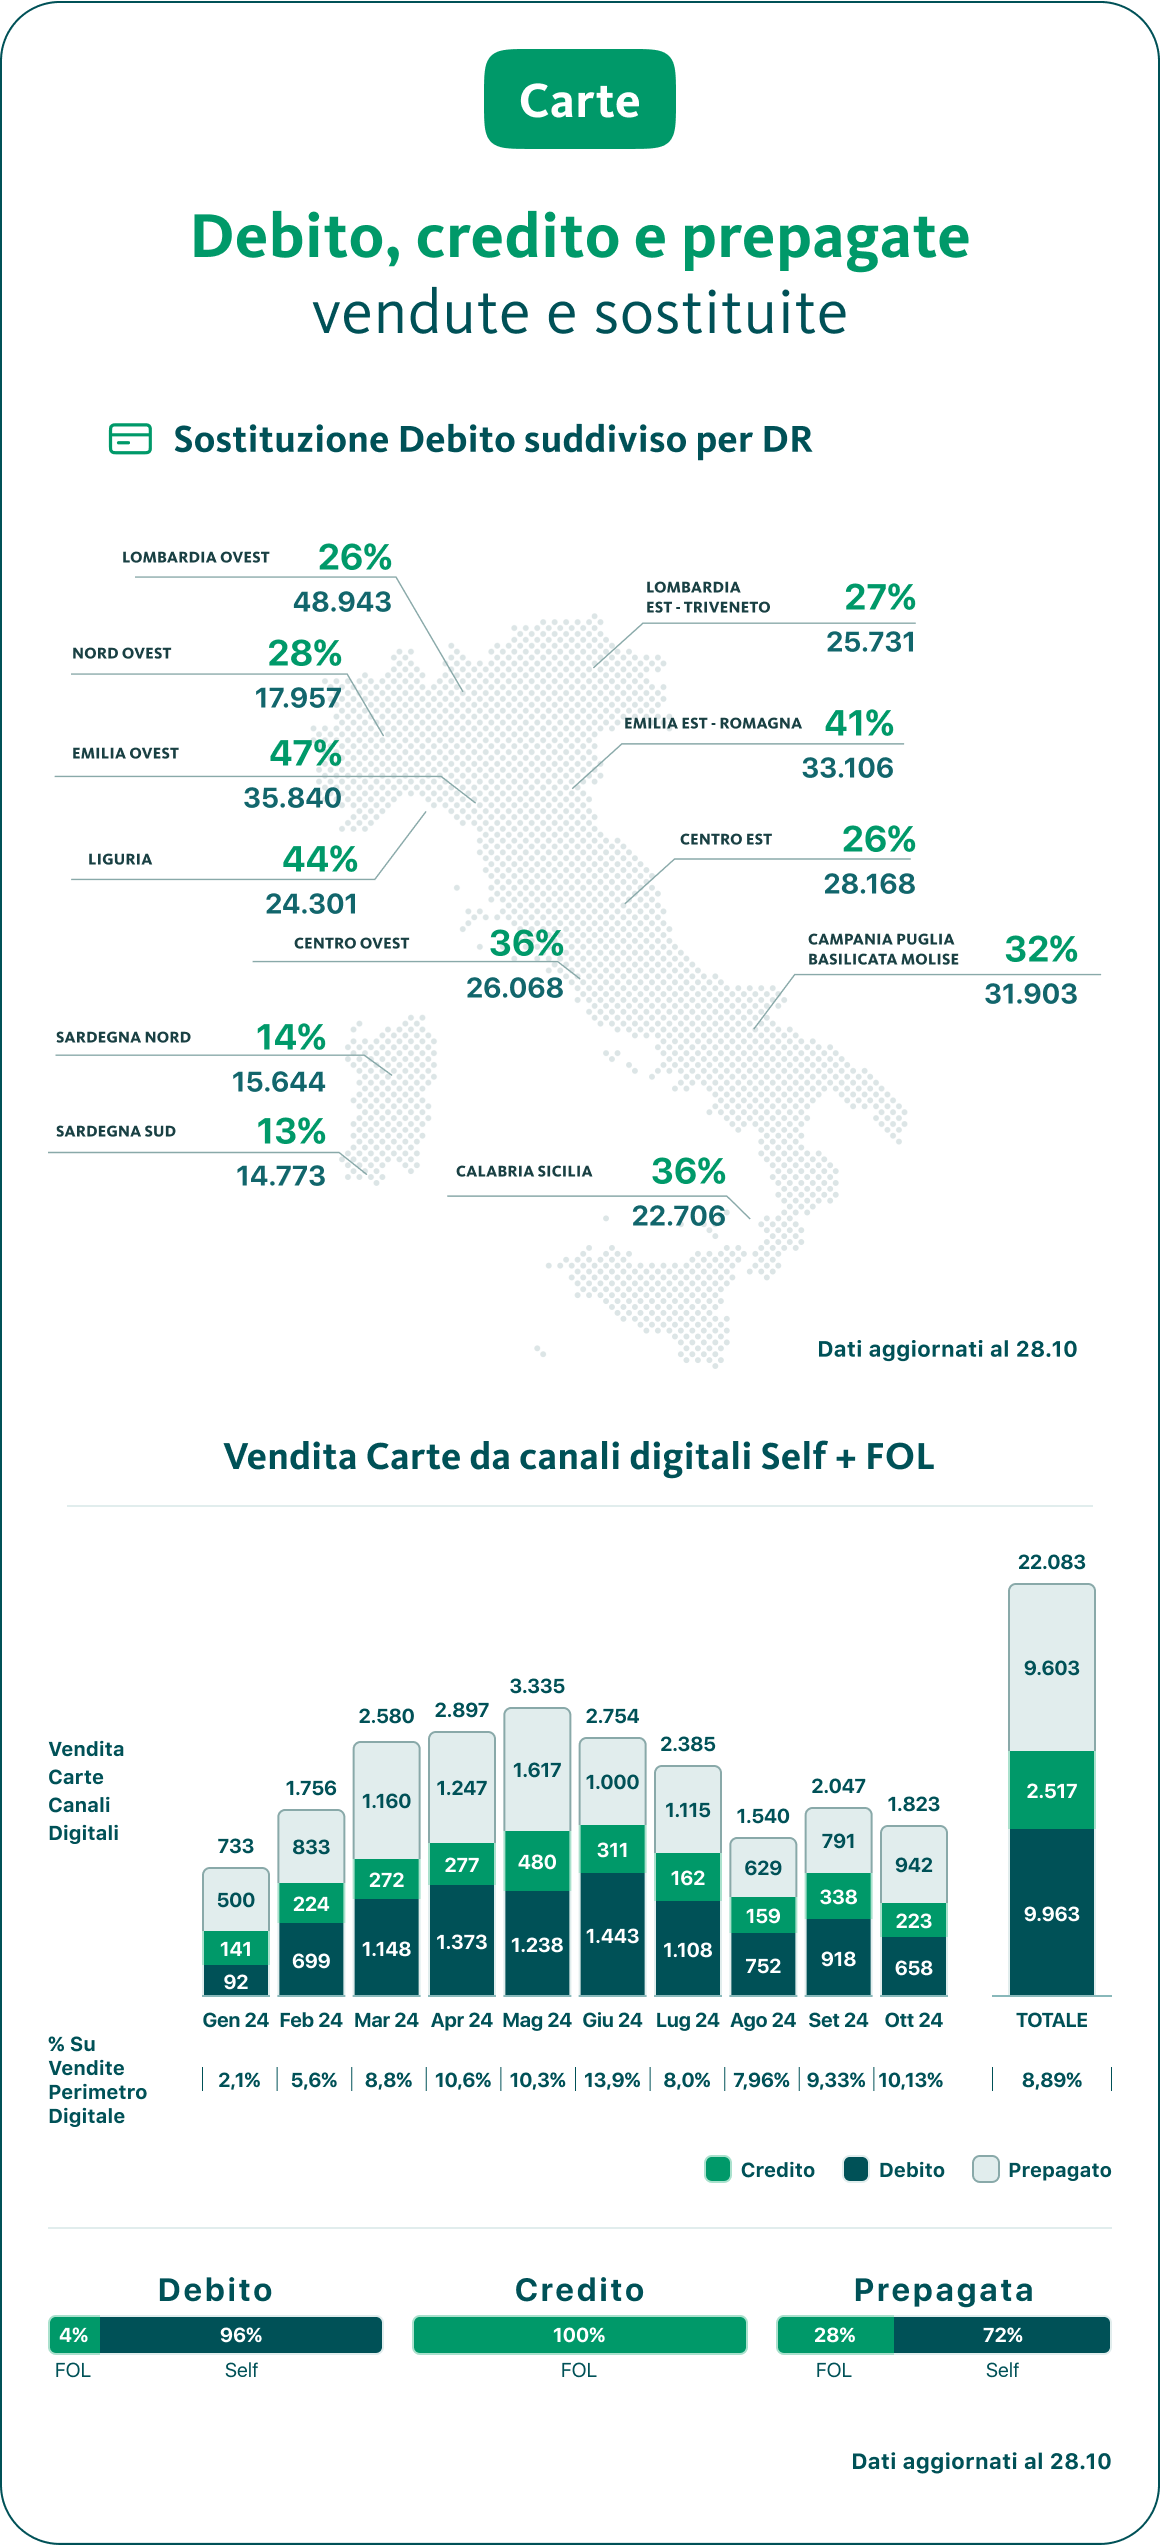 Carte
Debito, credito e prepagate
vendute e sostituite
Sostituzione Debito suddiviso per DR
LOMBARDIA OVEST 26%
48.943
LOMBARDIA
EST - TRIVENETO 27%
25.731
NORD OVEST 28%
17.957
EMILIA EST - ROMAGNA 41%
33.106
EMILIA OVEST 47%
35.840
CENTRO EST 26%
28.168
LIGURIA 44%
24.301
CENTRO OVEST 36%
26.068
CAMPANIA PUGLIA
BASILICATA MOLISE 32%
31.903
SARDEGNA NORD 14%
15.644
SARDEGNA SUD 13%
14.773
CALABRIA SICILIA 36%
22.706
Dati aggiornati al 28.10
Vendita Carte da canali digitali Self + FOL
Vendita
Carte
Canali
Digitali
733
500
141
92
1.756
833
224
699
2.580
1.160
272
1.148
2.897
1.247
277
1.373
3.335
1.617
480
1.238
2.754
1.000
311
1.443
2.385
1.115
162
1.108
1.540
629
159
752
2.047
791
338
918
1.823
942
223
658
22.083
9.603
2.517
9.963
Gen 24 Feb 24 Mar 24 Apr 24 Mag 24 Giu 24 Lug 24 Ago 24 Set 24 Ott 24 TOTALE
% Su
Vendite
Perimetro
Digitale
2,1% 5,6% 8,8% 10,6% 10,3% 13,9% 8,0% 7,96% 9,33% 10,13% 8,89%
Credito Debito Prepagato
Debito
4% 96%
FOL Self
Credito
100%
FOL
Prepagata
28% 72%
FOL Self
Dati aggiornati al 28.10